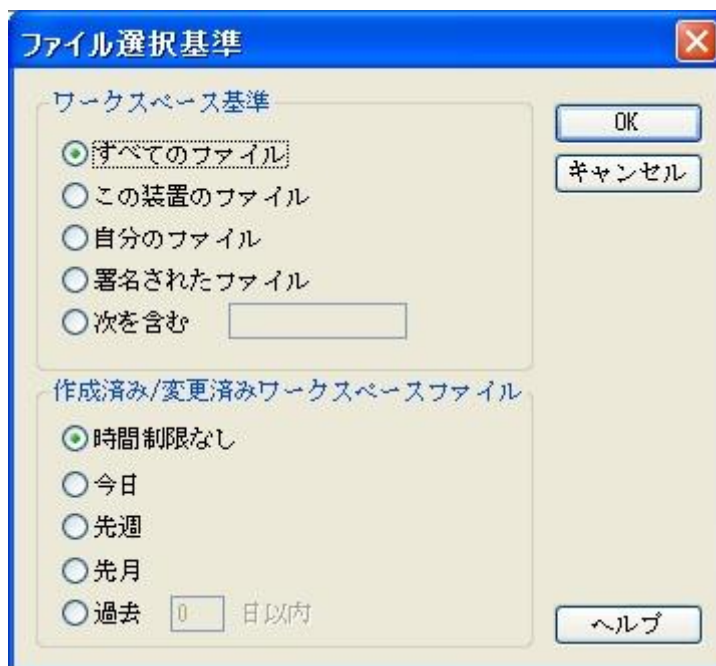 ファイル選択基準
ワークスペース基準
すべてのファイル
この装置のファイル
自分のファイル
署名されたファイル
次を含む
OK
キャンセル
作成済み/変更済みワークスペースファイル
時間制限なし
今日
先週
先月
過去 0 日以内
ヘルプ